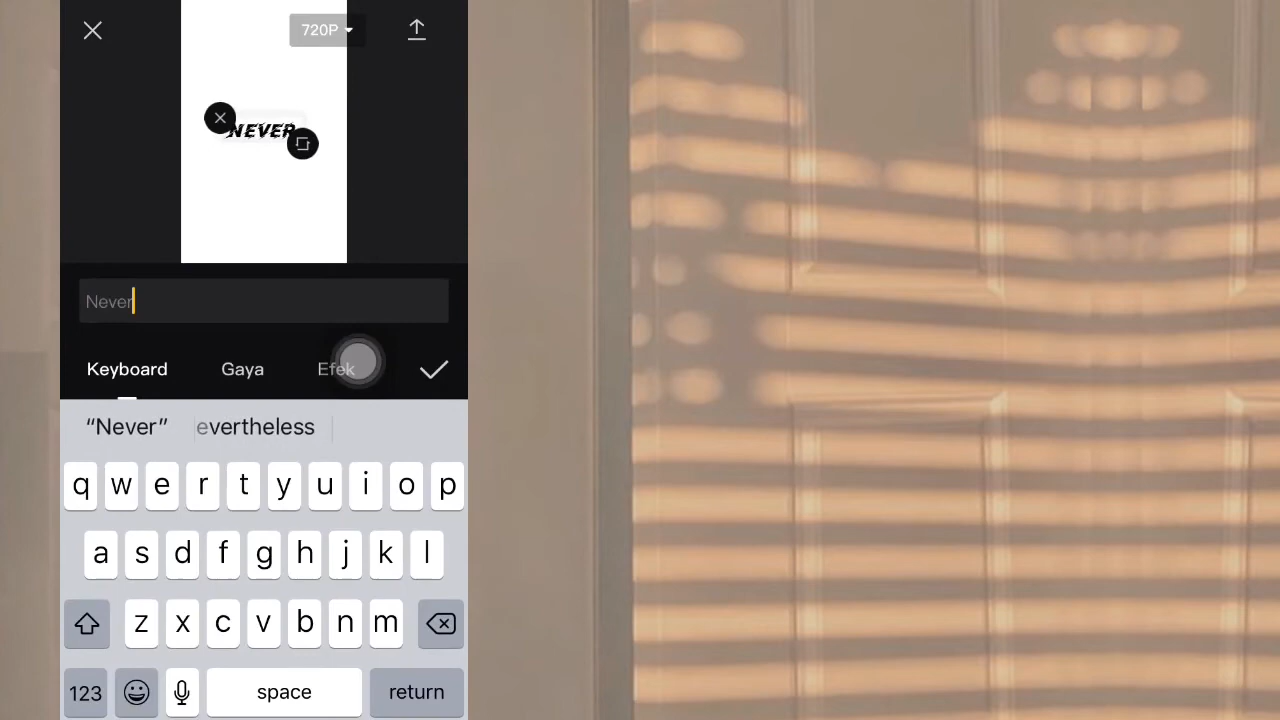 720P
NEVER
Never
Keyboard Gaya Efek
“Never” evertheless
q w e r t y u i o p
a s d f g h j k l
z x c v b n m
123 space return